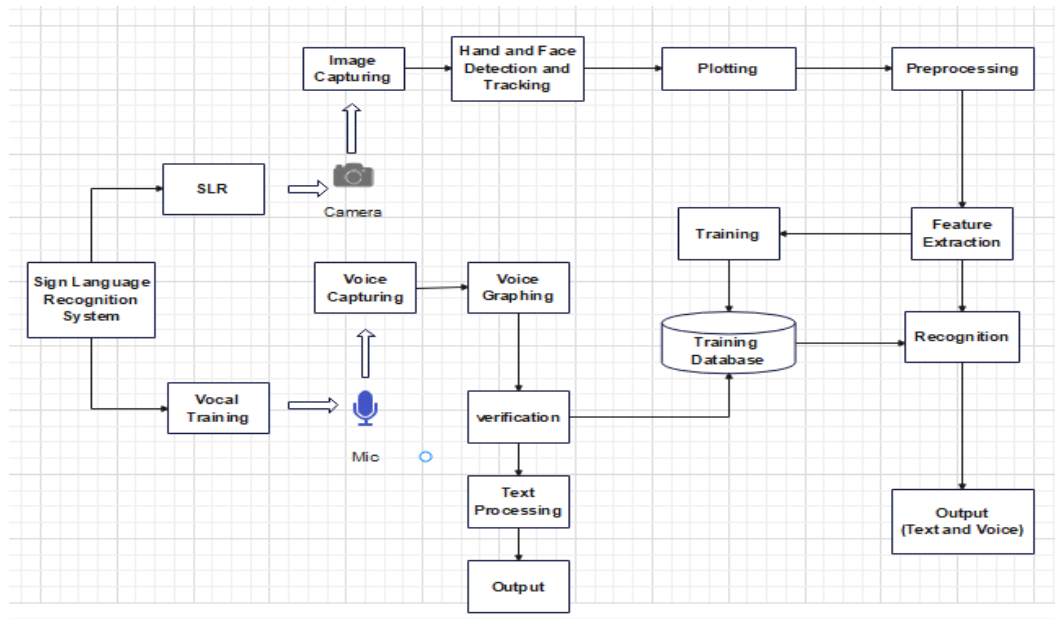 Image
Capturing
Hand and Face
Detection and
Tracking
Plotting
Preprocessing
SLR
Camera
Training
Feature
Extraction
Sign Language
Recognition
System
Voice
Capturing
Voice
Graphing
Training
Database
Recognition
Vocal
Training
Mic
verification
Text
Processing
Output
(Text and Voice)
Output